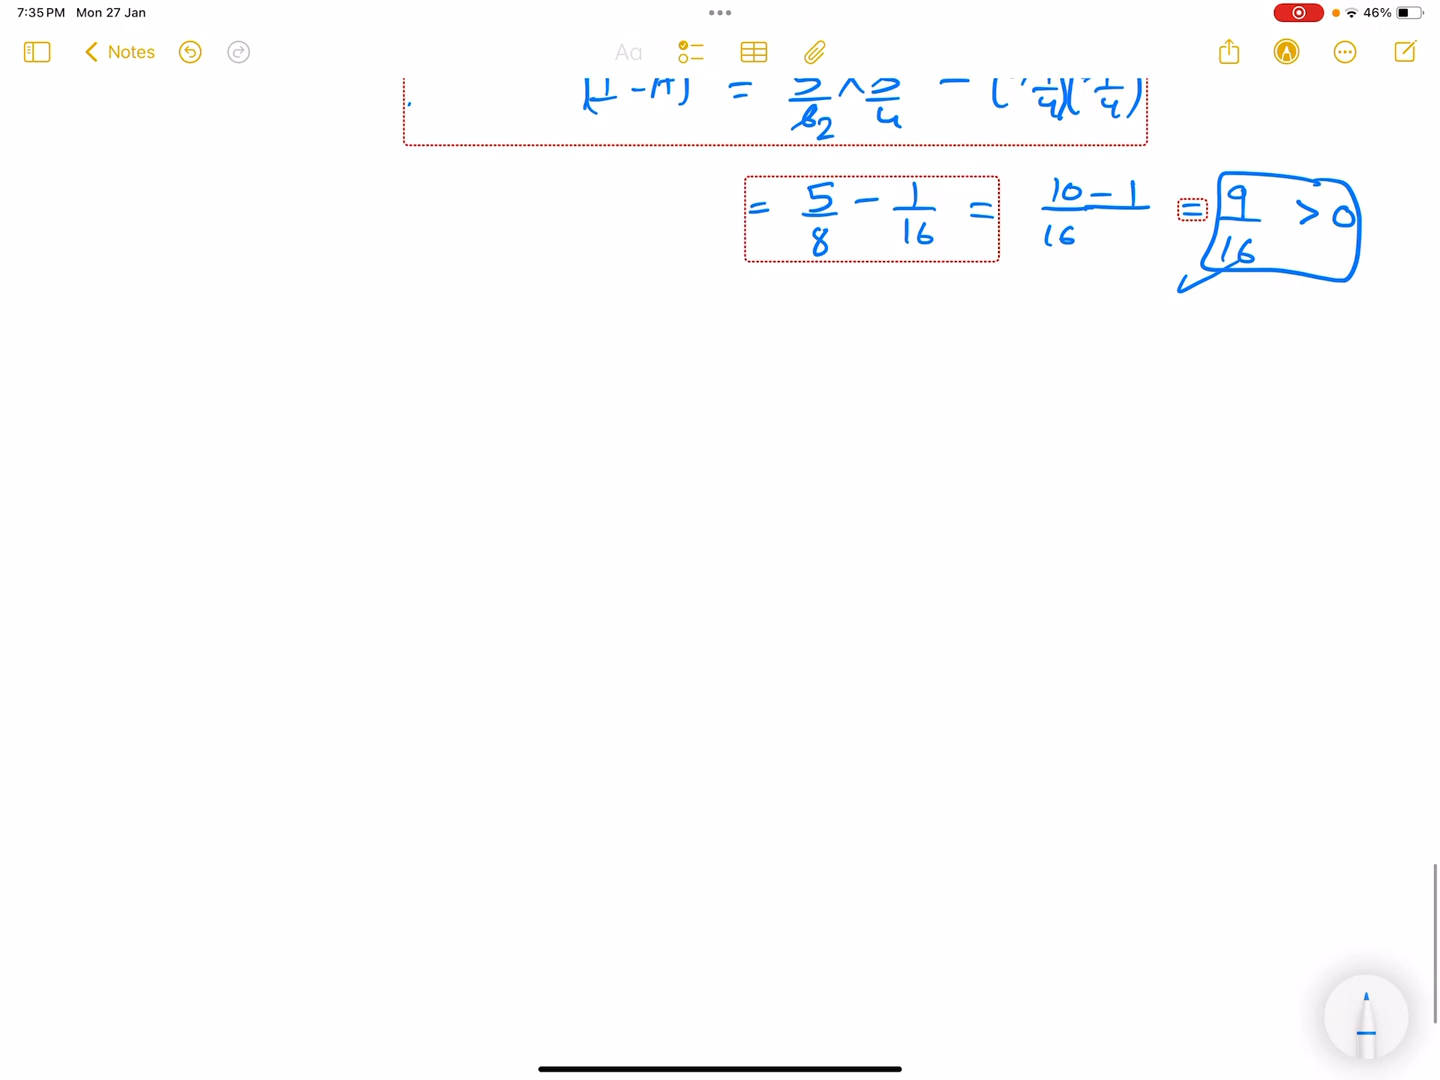 7:35 PM Mon 27 Jan 46%
Notes Aa
= 5/8 - 1/16 = 10-1/16 = 9/16 > 0